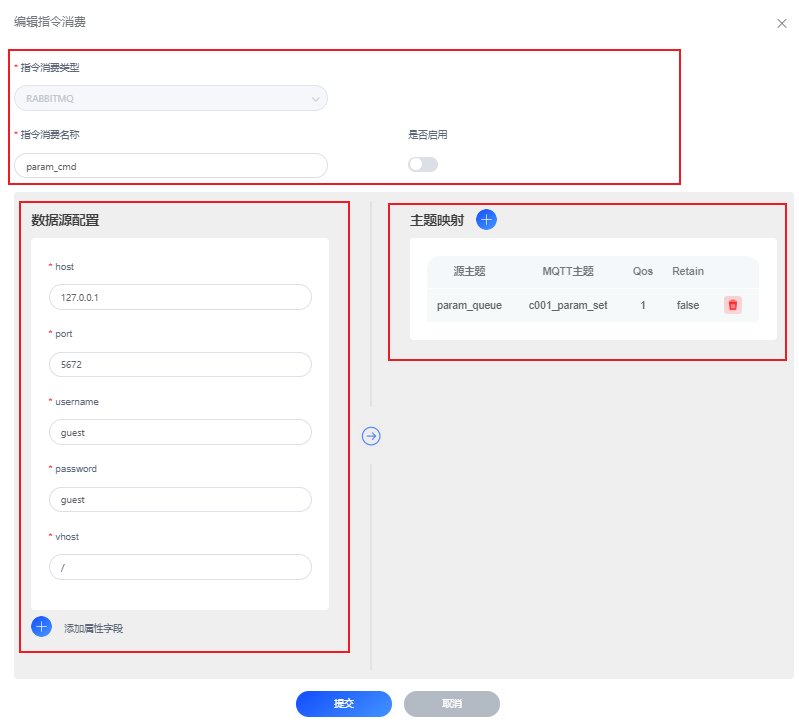 编辑指令消费
* 指令消费类型
RABBITMQ
* 指令消费名称
是否启用
param_cmd
数据源配置
* host
127.0.0.1
* port
5672
* username
guest
* password
guest
* vhost
/
添加属性字段
主题映射
源主题 MQTT主题 Qos Retain
param_queue c001_param_set 1 false
提交
取消